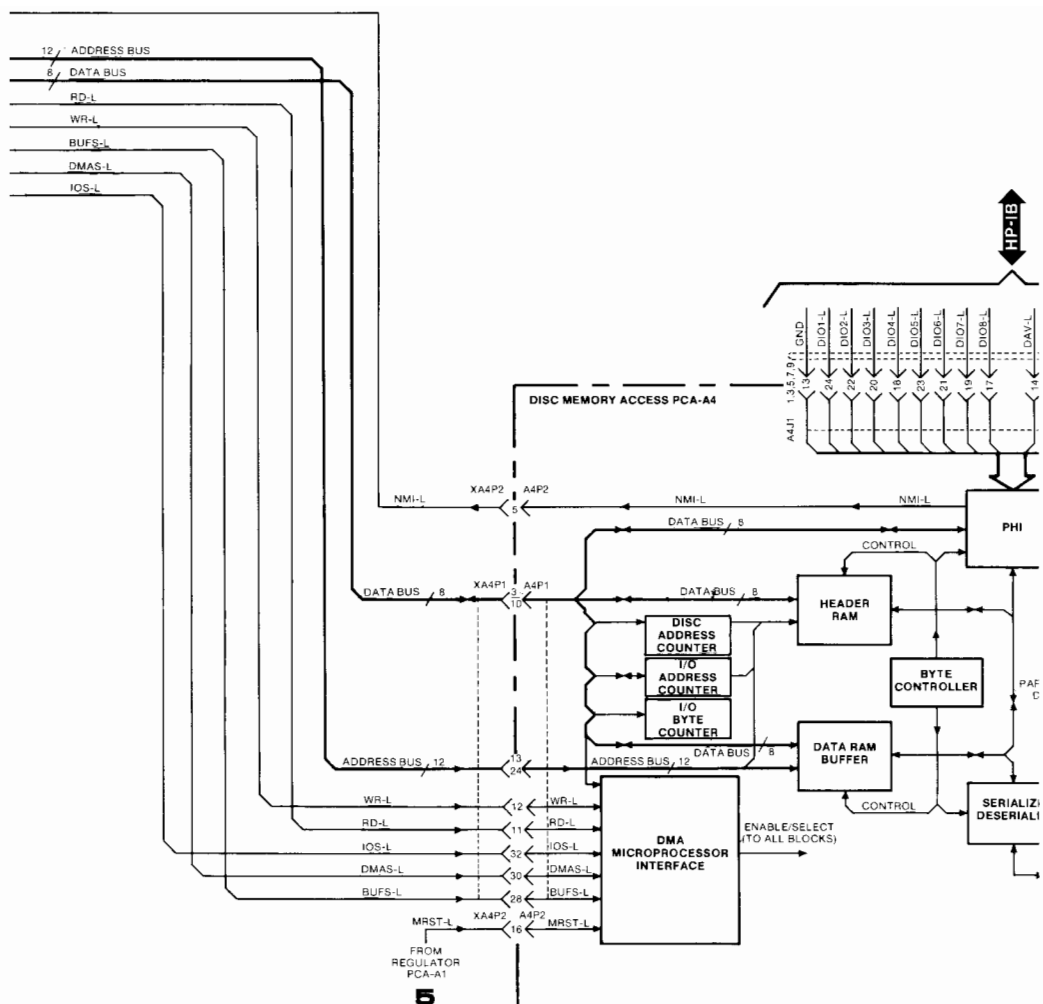 12 ADDRESS BUS
8 DATA BUS
RD-L
WR-L
BUFS-L
DMAS-L
IOS-L
HP-IB
GND
DIO1-L
DIO2-L
DIO3-L
DIO4-L
DIO5-L
DIO6-L
DIO7-L
DIO8-L
DAV-L
1,3,5,7,9
13
24
22
20
18
23
21
19
17
14
A4J1
DISC MEMORY ACCESS PCA-A4
XA4P2 A4P2
NMI-L 5 NMI-L NMI-L
PHI
DATA BUS 8
CONTROL
XA4P1 A4P1
DATA BUS 8 3 10 DATA BUS 8
HEADER
RAM
DISC
ADDRESS
COUNTER
I/O
ADDRESS
COUNTER
I/O
BYTE
COUNTER
BYTE
CONTROLLER
DATA BUS 8
DATA RAM
BUFFER
ADDRESS BUS 12 13 24 ADDRESS BUS 12
CONTROL
SERIALIZ
DESERIALI
WR-L 12 WR-L
RD-L 11 RD-L
IOS-L 32 IOS-L
DMAS-L 30 DMAS-L
BUFS-L 28 BUFS-L
DMA
MICROPROCESSOR
INTERFACE
ENABLE/SELECT
(TO ALL BLOCKS)
XA4P2 A4P2
MRST-L 16 MRST-L
FROM
REGULATOR
PCA-A1
5